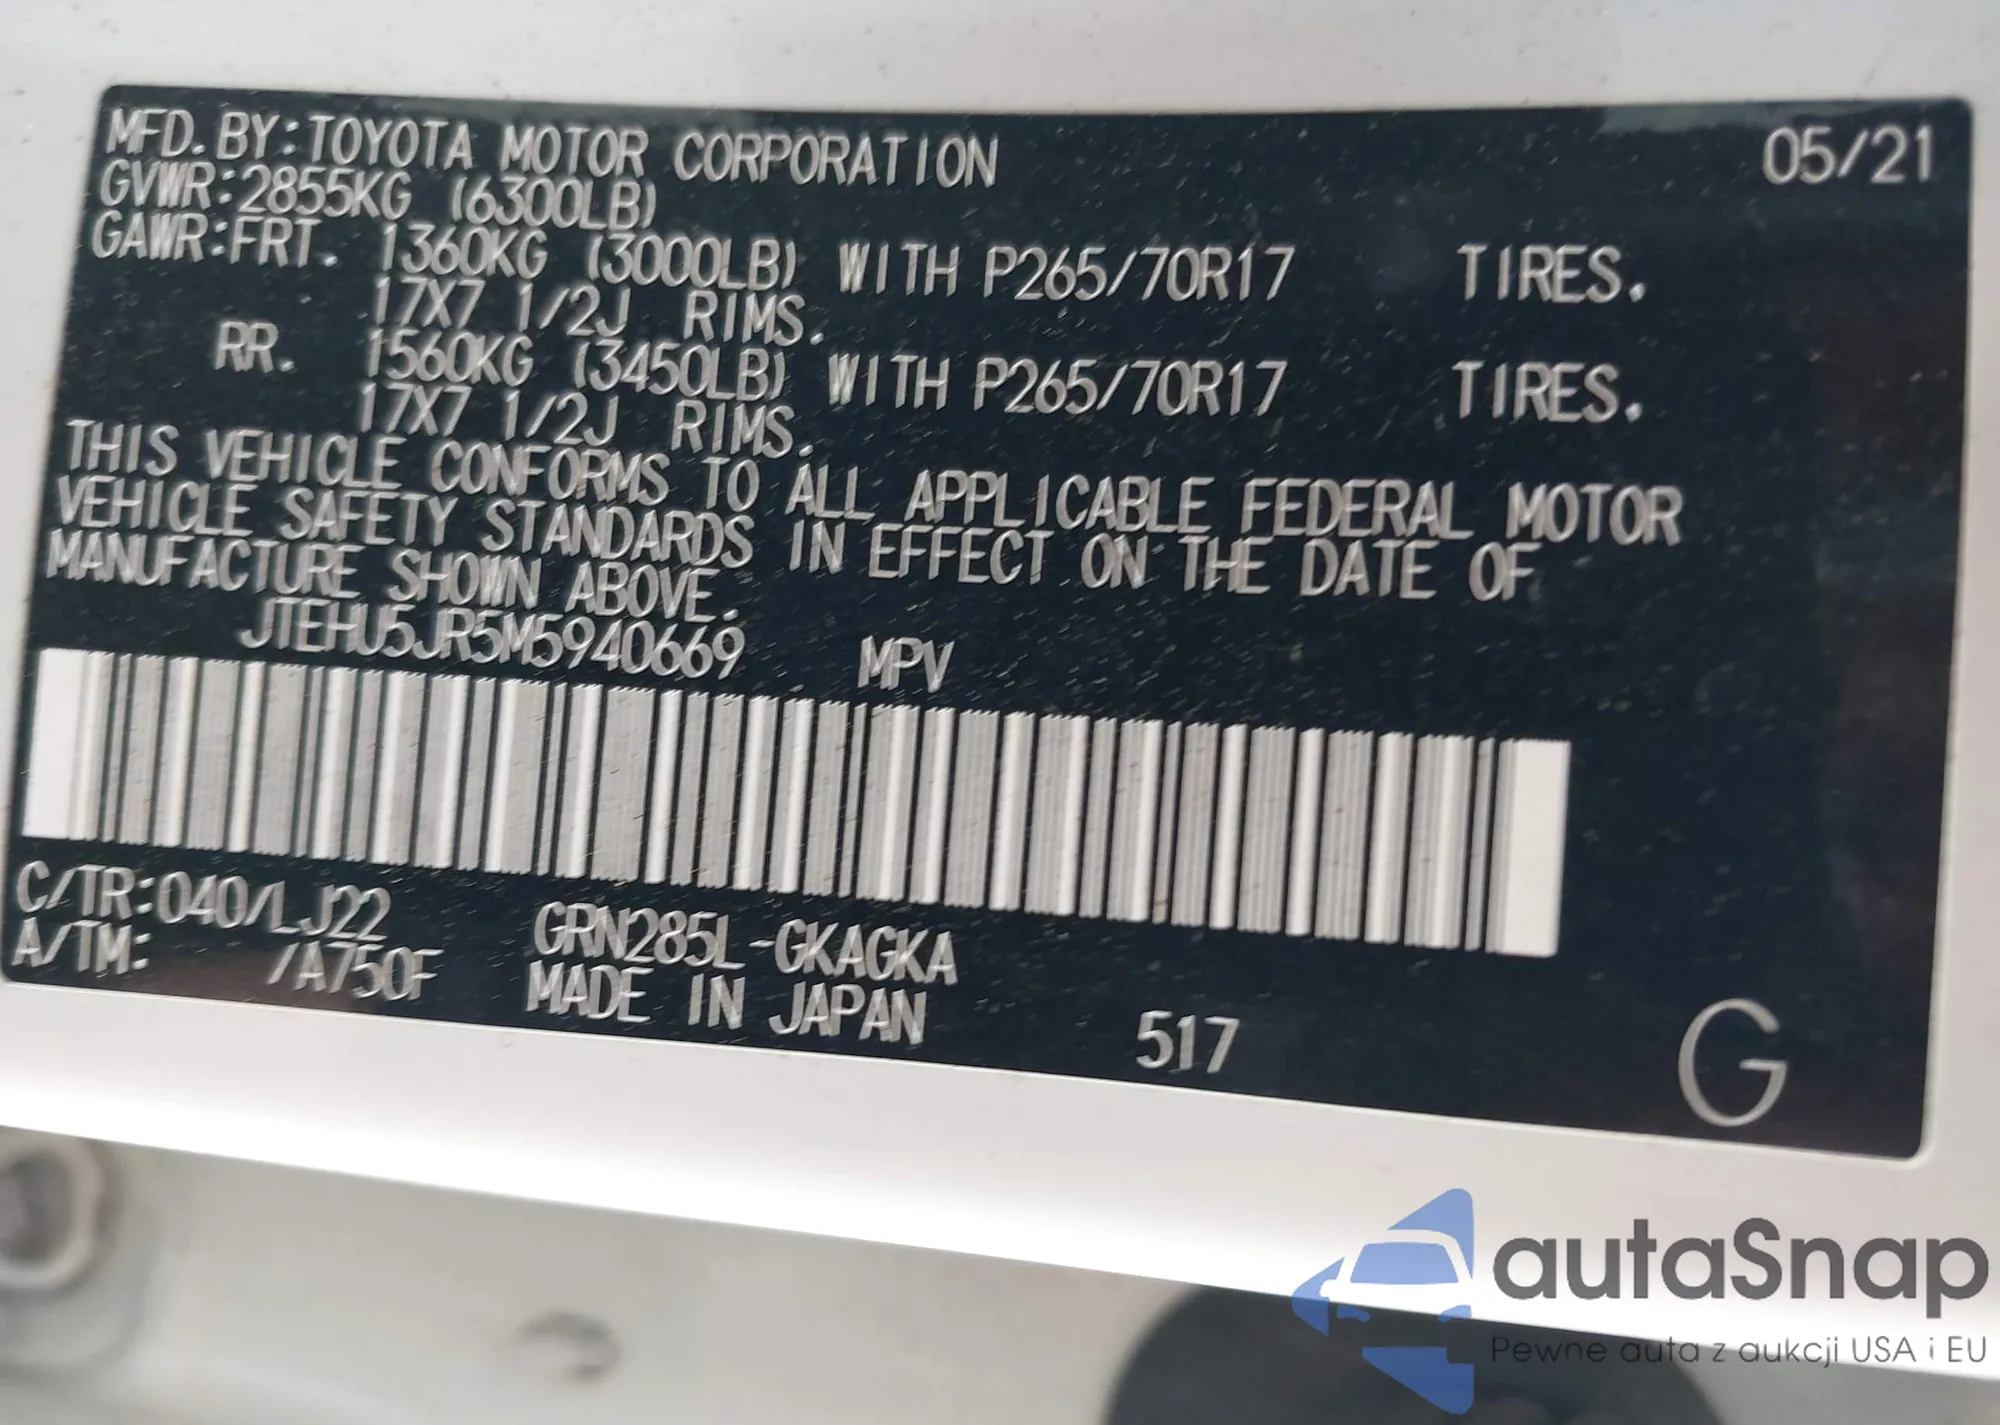 MFD. BY: TOYOTA MOTOR CORPORATION 05/21
GVWR: 2855KG (6300LB)
GAWR: FRT. 1360KG (3000LB) WITH P265/70R17 TIRES.
17X7 1/2J RIMS.
RR. 1560KG (3450LB) WITH P265/70R17 TIRES.
17X7 1/2J RIMS.
THIS VEHICLE CONFORMS TO ALL APPLICABLE FEDERAL MOTOR
VEHICLE SAFETY STANDARDS IN EFFECT ON THE DATE OF
MANUFACTURE SHOWN ABOVE.
JTEHU5JR5M5940669 MPV
C/TR: 040/LJ22 GRN285L-GKAGKA
A/TM: /A750F MADE IN JAPAN 517 G
autaSnap
Pewne auta z aukcji USA i EU